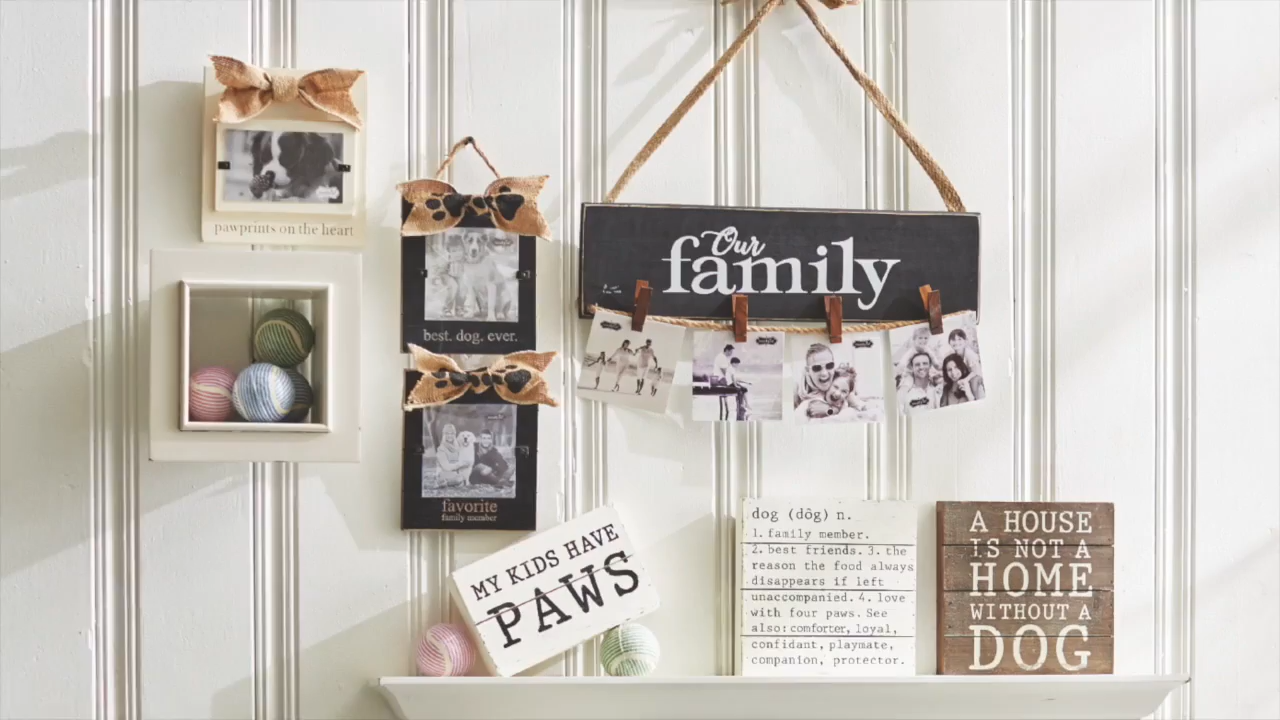 pawprints on the heart
best. dog. ever.
favorite
family member
Our
family
MY KIDS HAVE
PAWS
dog (dôg) n.
1. family member.
2. best friends. 3. the
reason the food always
disappears if left
unaccompanied. 4. love
with four paws. See
also: comforter, loyal,
confidant, playmate,
companion, protector.
A HOUSE
IS NOT A
HOME
WITHOUT A
DOG